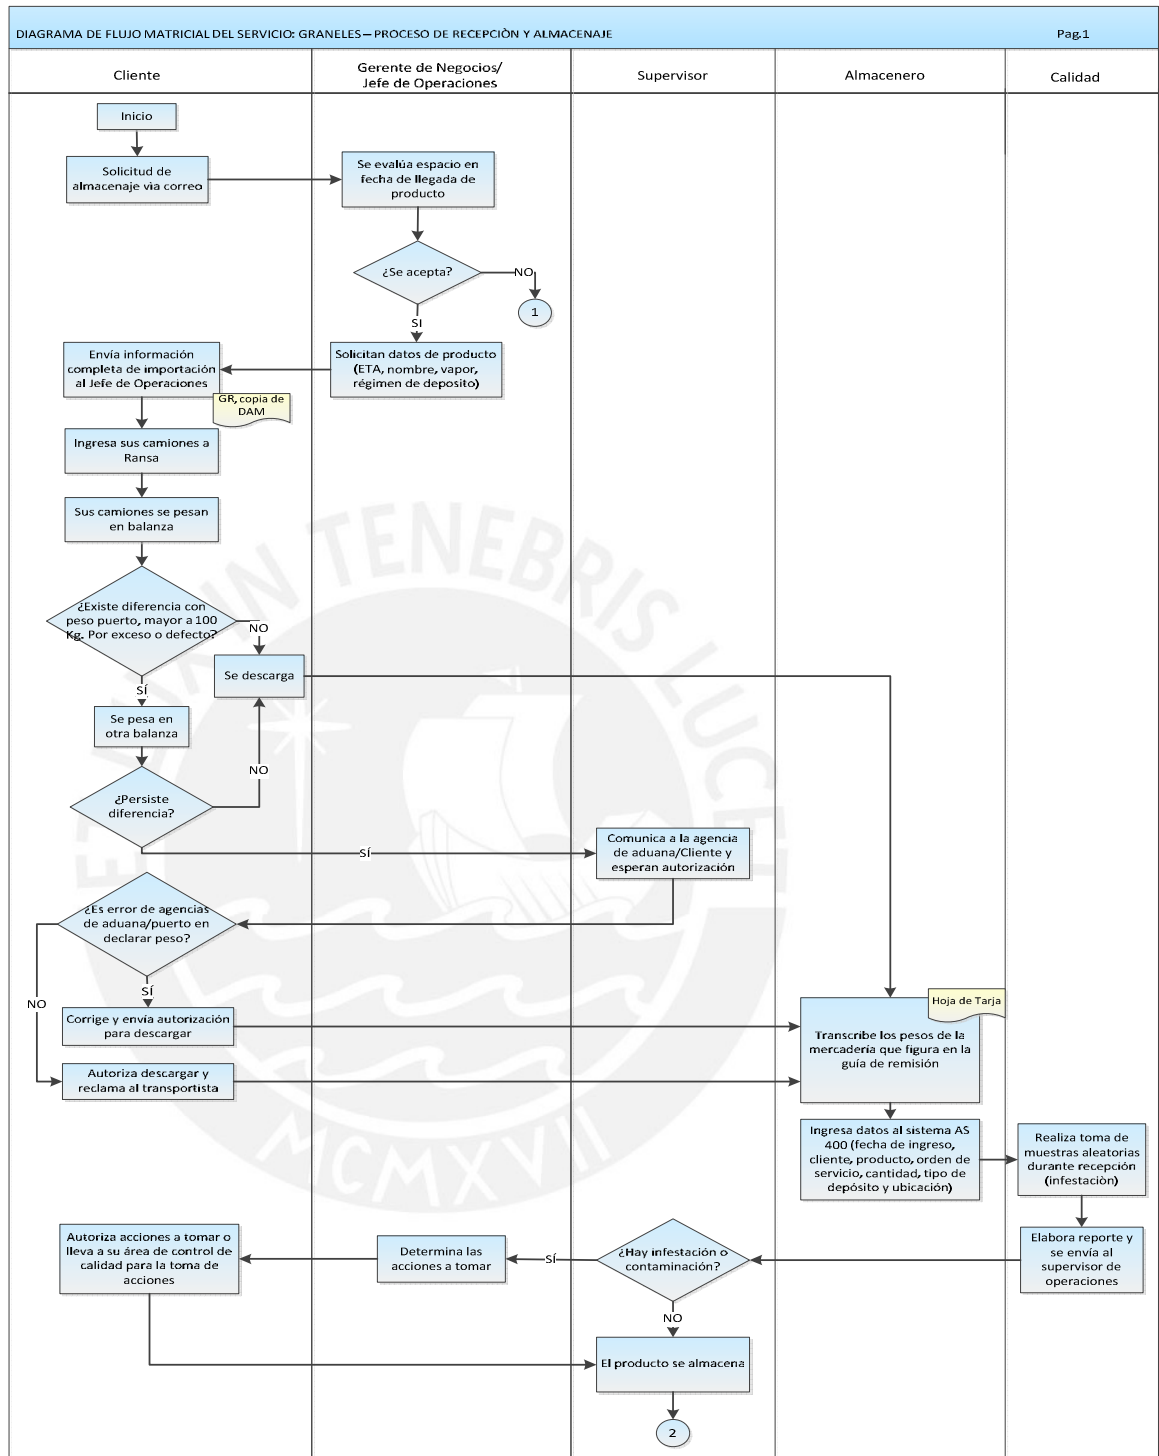 DIAGRAMA DE FLUJO MATRICIAL DEL SERVICIO: GRANELES – PROCESO DE RECEPCIÒN Y ALMACENAJE
Pag.1
Cliente
Gerente de Negocios/
Jefe de Operaciones
Supervisor
Almacenero
Calidad
Inicio
Solicitud de
almacenaje vìa correo
Se evalúa espacio en
fecha de llegada de
producto
¿Se acepta?
NO
1
SI
Solicitan datos de producto
(ETA, nombre, vapor,
régimen de deposito)
Envía información
completa de importación
al Jefe de Operaciones
GR, copia de
DAM
Ingresa sus camiones a
Ransa
Sus camiones se pesan
en balanza
¿Existe diferencia con
peso puerto, mayor a 100
Kg. Por exceso o defecto?
NO
Se descarga
SÍ
Se pesa en
otra balanza
NO
¿Persiste
diferencia?
SÍ
Comunica a la agencia
de aduana/Cliente y
esperan autorización
¿Es error de agencias
de aduana/puerto en
declarar peso?
NO
SÍ
Corrige y envía autorización
para descargar
Autoriza descargar y
reclama al transportista
Hoja de Tarja
Transcribe los pesos de la
mercadería que figura en la
guía de remisión
Ingresa datos al sistema AS
400 (fecha de ingreso,
cliente, producto, orden de
servicio, cantidad, tipo de
depósito y ubicación)
Realiza toma de
muestras aleatorias
durante recepción
(infestaciòn)
Elabora reporte y
se envía al
supervisor de
operaciones
¿Hay infestación o
contaminación?
SÍ
Determina las
acciones a tomar
Autoriza acciones a tomar o
lleva a su área de control de
calidad para la toma de
acciones
NO
El producto se almacena
2
ET LUX IN TENEBRIS LUCET
MCMXVII